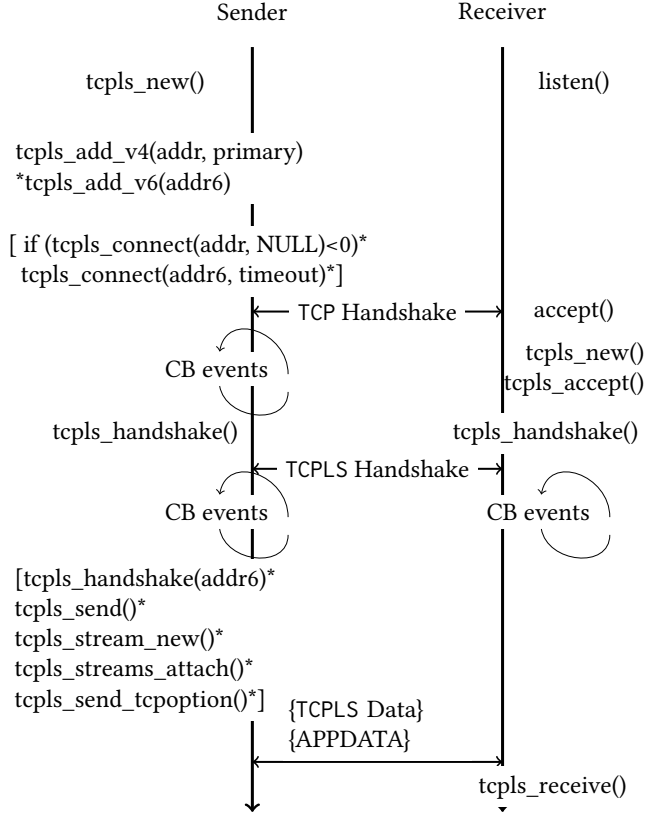 Sender Receiver
tcpls_new() listen()
tcpls_add_v4(addr, primary)
*tcpls_add_v6(addr6)
[ if (tcpls_connect(addr, NULL)<0)*
tcpls_connect(addr6, timeout)*]
TCP Handshake accept()
tcpls_new()
CB events
tcpls_accept()
tcpls_handshake() tcpls_handshake()
TCPLS Handshake
CB events CB events
[tcpls_handshake(addr6)*
tcpls_send()*
tcpls_stream_new()*
tcpls_streams_attach()*
tcpls_send_tcpoption()*]
{TCPLS Data}
{APPDATA}
tcpls_receive()